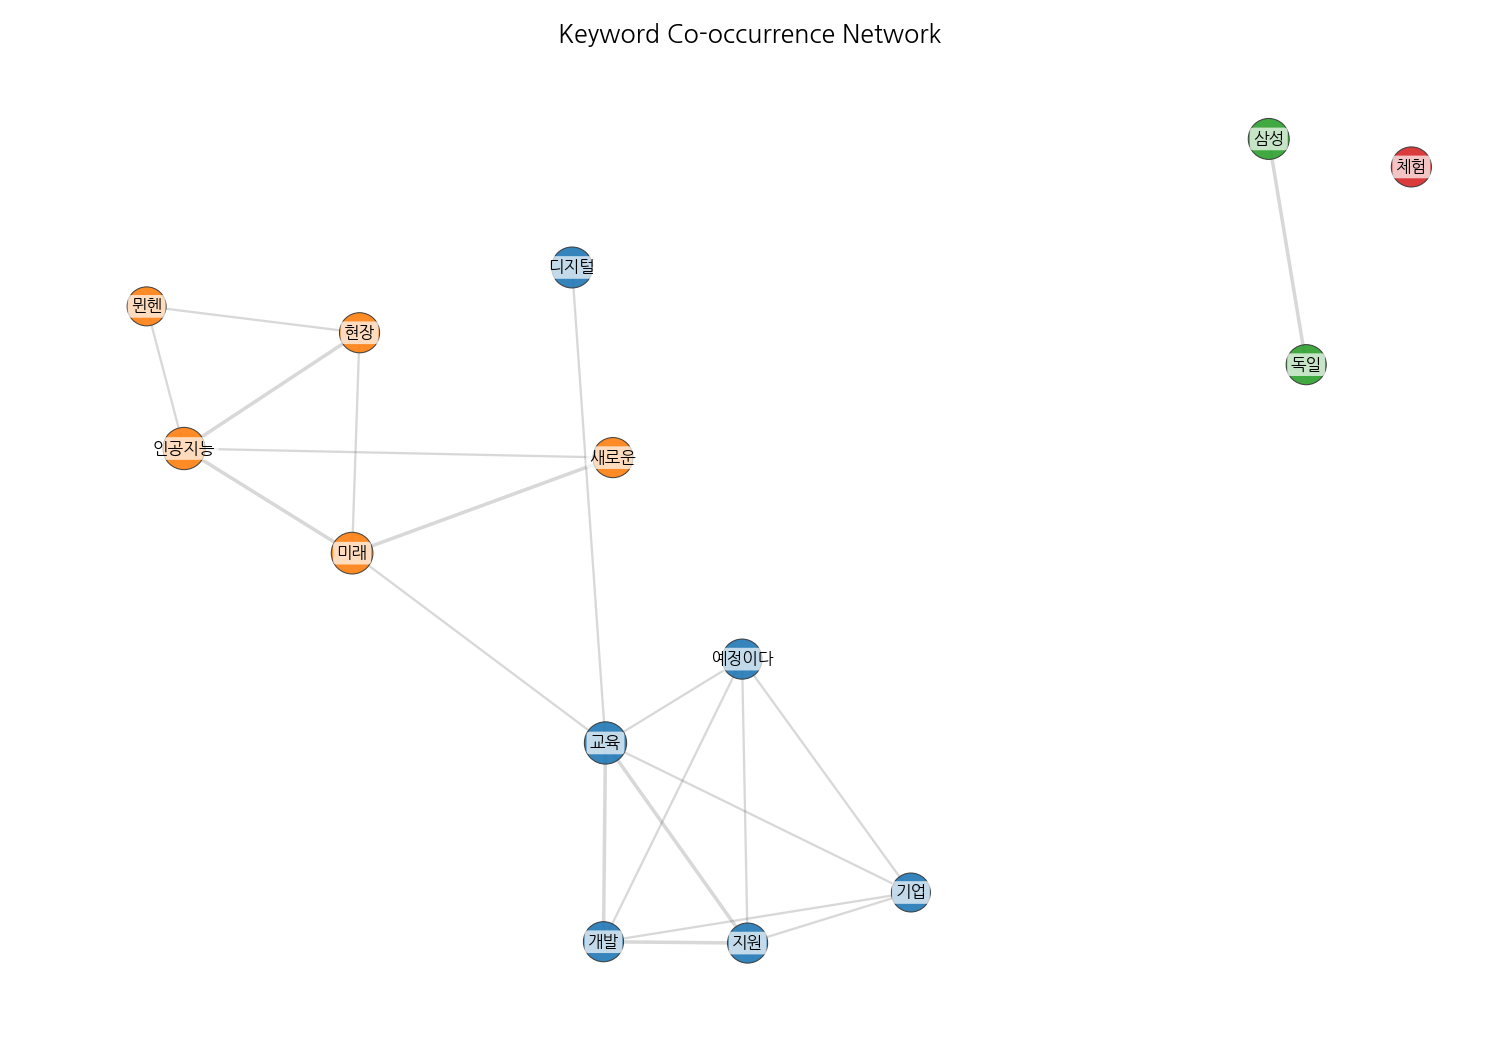 Keyword Co-occurrence Network
삼성
체험
디지털
뮌헨
현장
독일
인공지능
새로운
미래
예정이다
교육
기업
개발
지원